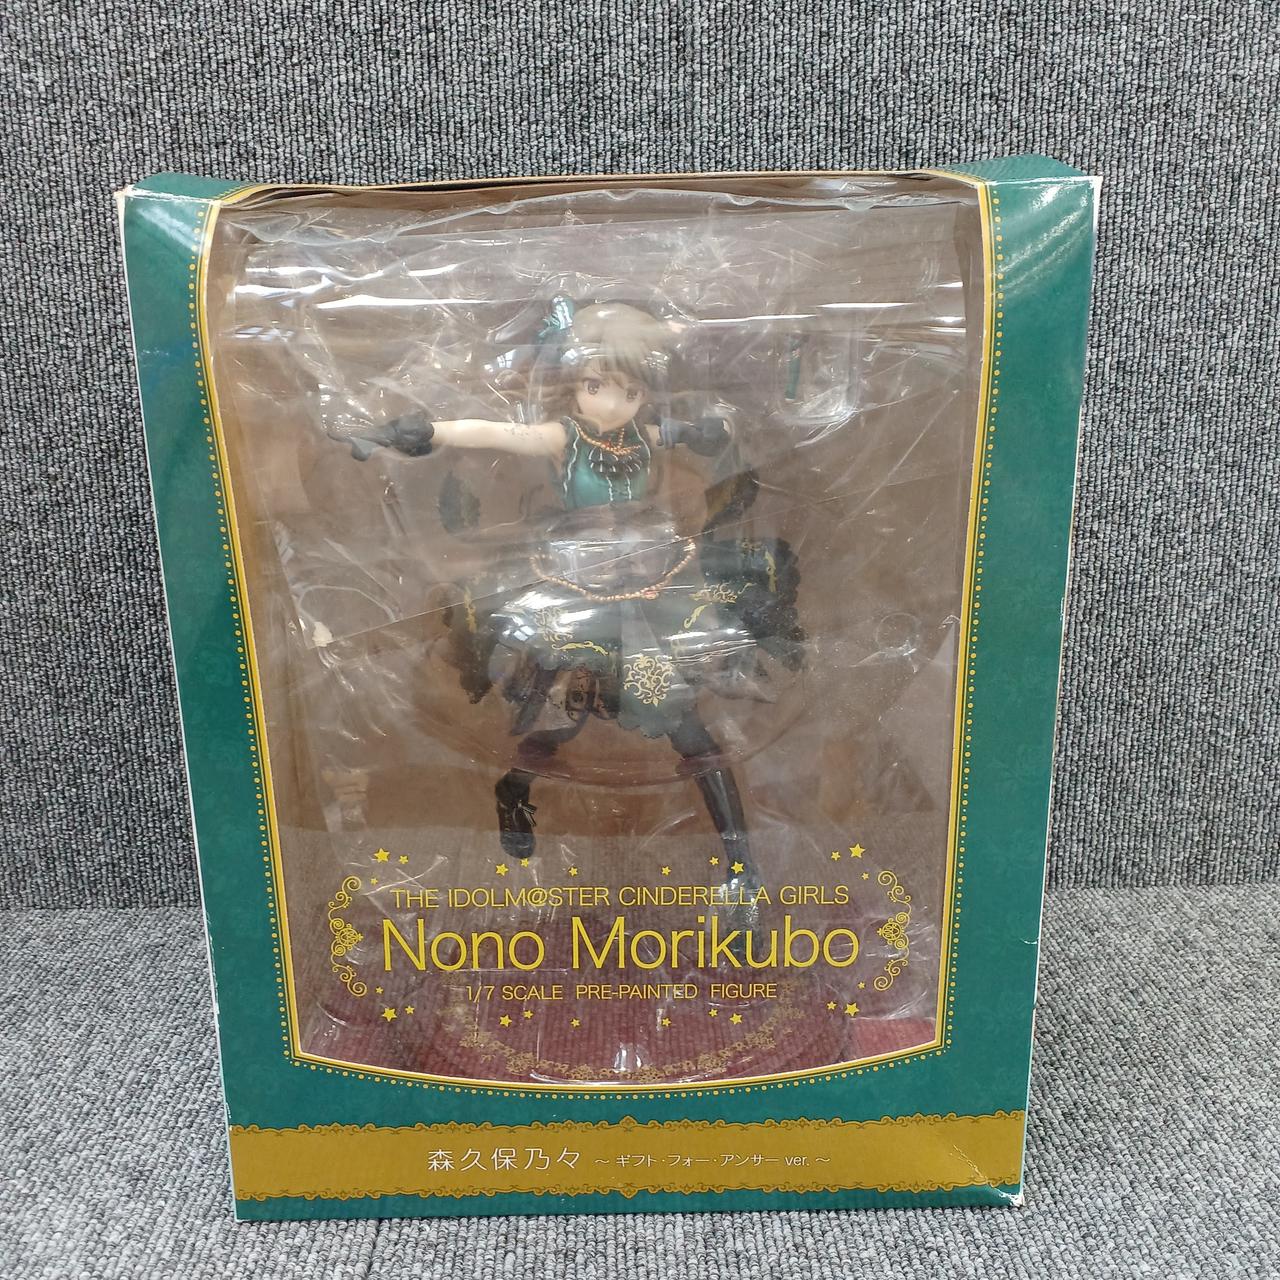 THE IDOLM@STER CINDERELLA GIRLS
Nono Morikubo
1/7 SCALE PRE-PAINTED FIGURE
森久保乃々 ～ ギフト・フォー・アンサー ver. ～